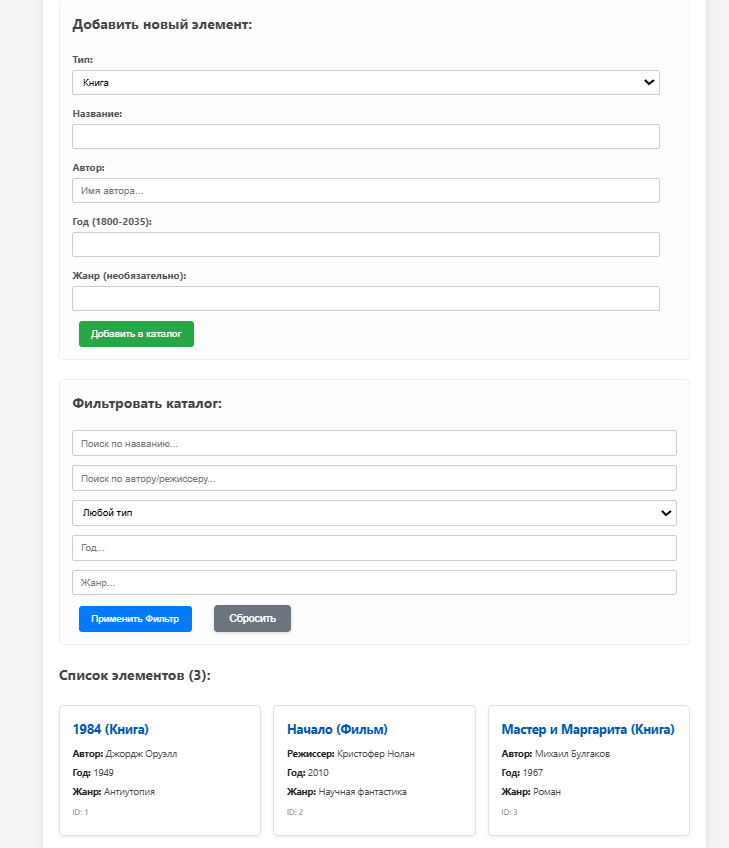 Добавить новый элемент:
Тип:
Книга
Название:
Автор:
Имя автора...
Год (1800-2035):
Жанр (необязательно):
Добавить в каталог
Фильтровать каталог:
Поиск по названию...
Поиск по автору/режиссеру...
Любой тип
Год...
Жанр...
Применить Фильтр
Сбросить
Список элементов (3):
1984 (Книга)
Автор: Джордж Оруэлл
Год: 1949
Жанр: Антиутопия
ID: 1
Начало (Фильм)
Режиссер: Кристофер Нолан
Год: 2010
Жанр: Научная фантастика
ID: 2
Мастер и Маргарита (Книга)
Автор: Михаил Булгаков
Год: 1967
Жанр: Роман
ID: 3